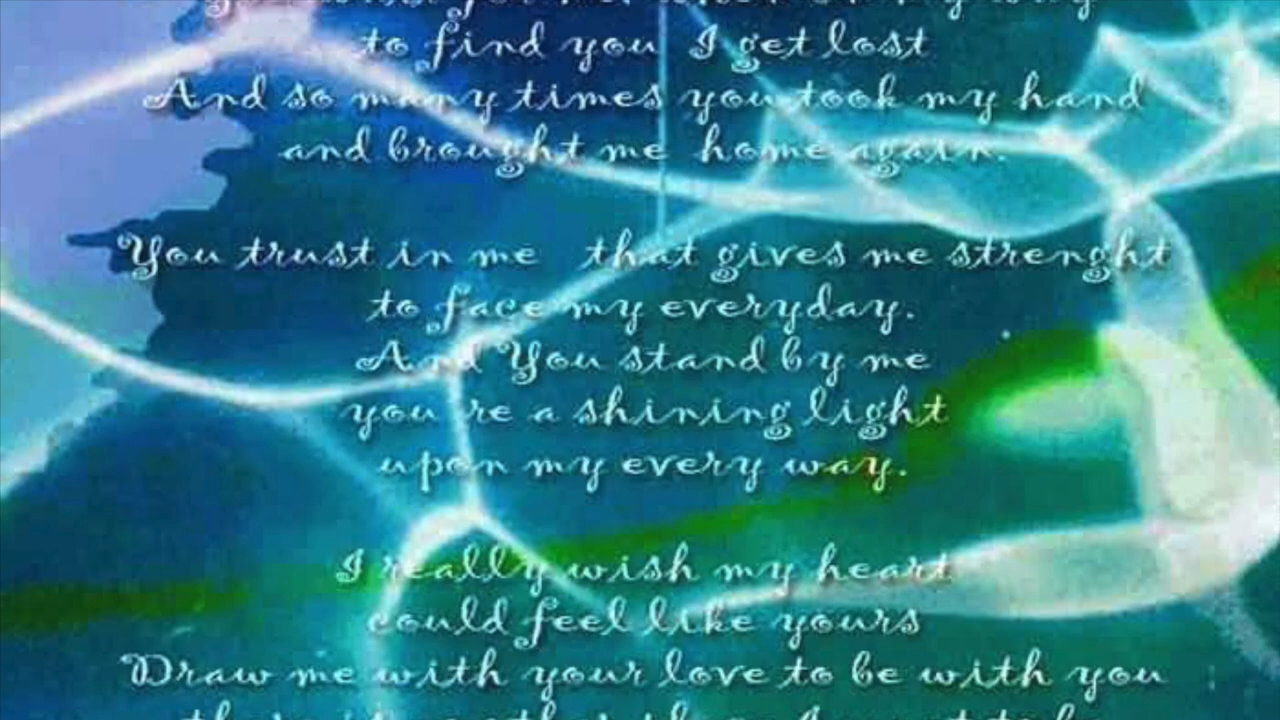 to find you I get lost
And so many times you took my hand
and brought me home again.
You trust in me that gives me strenght
to face my everyday.
And You stand by me
you re a shining light
upon my every way.
I really wish my heart
could feel like yours
Draw me with your love to be with you